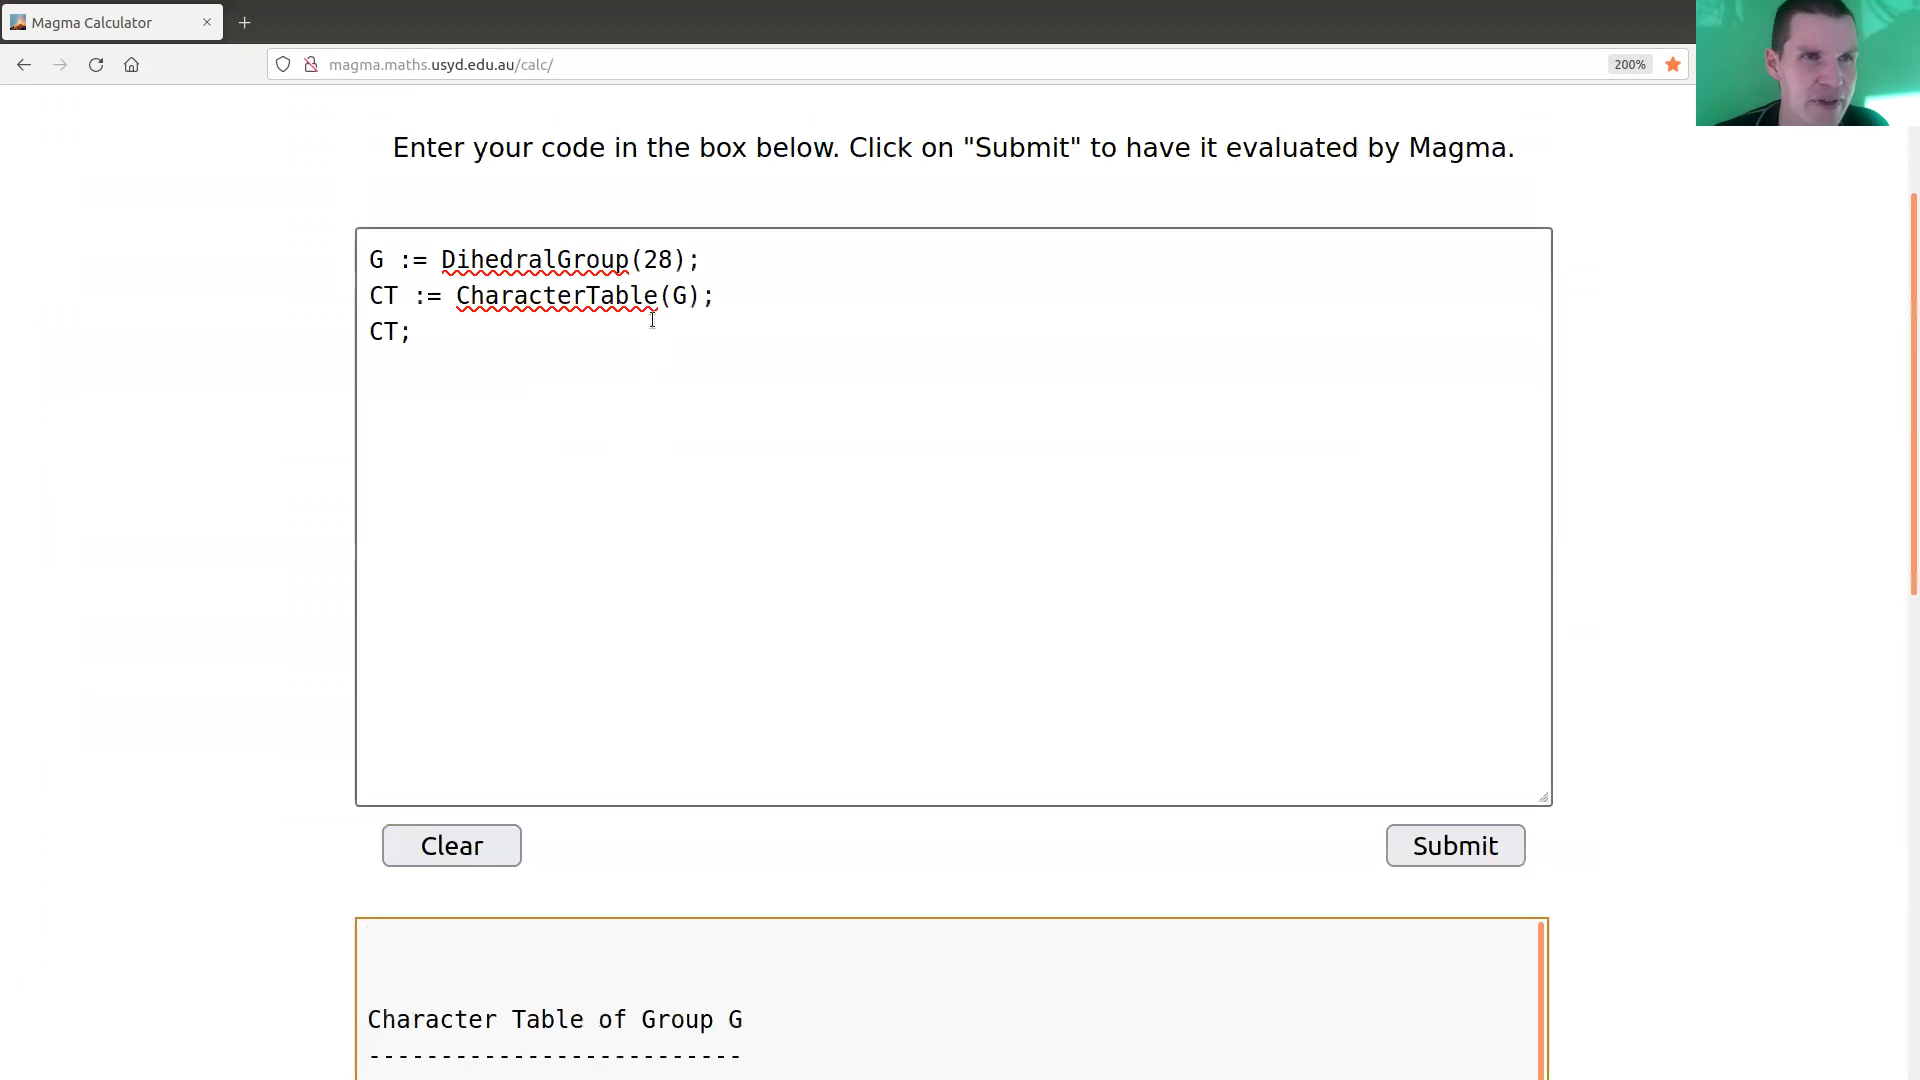 Magma Calculator
magma.maths.usyd.edu.au/calc/
200%
Enter your code in the box below. Click on "Submit" to have it evaluated by Magma.
G := DihedralGroup(28);
CT := CharacterTable(G);
CT;
Clear
Submit
Character Table of Group G
--------------------------